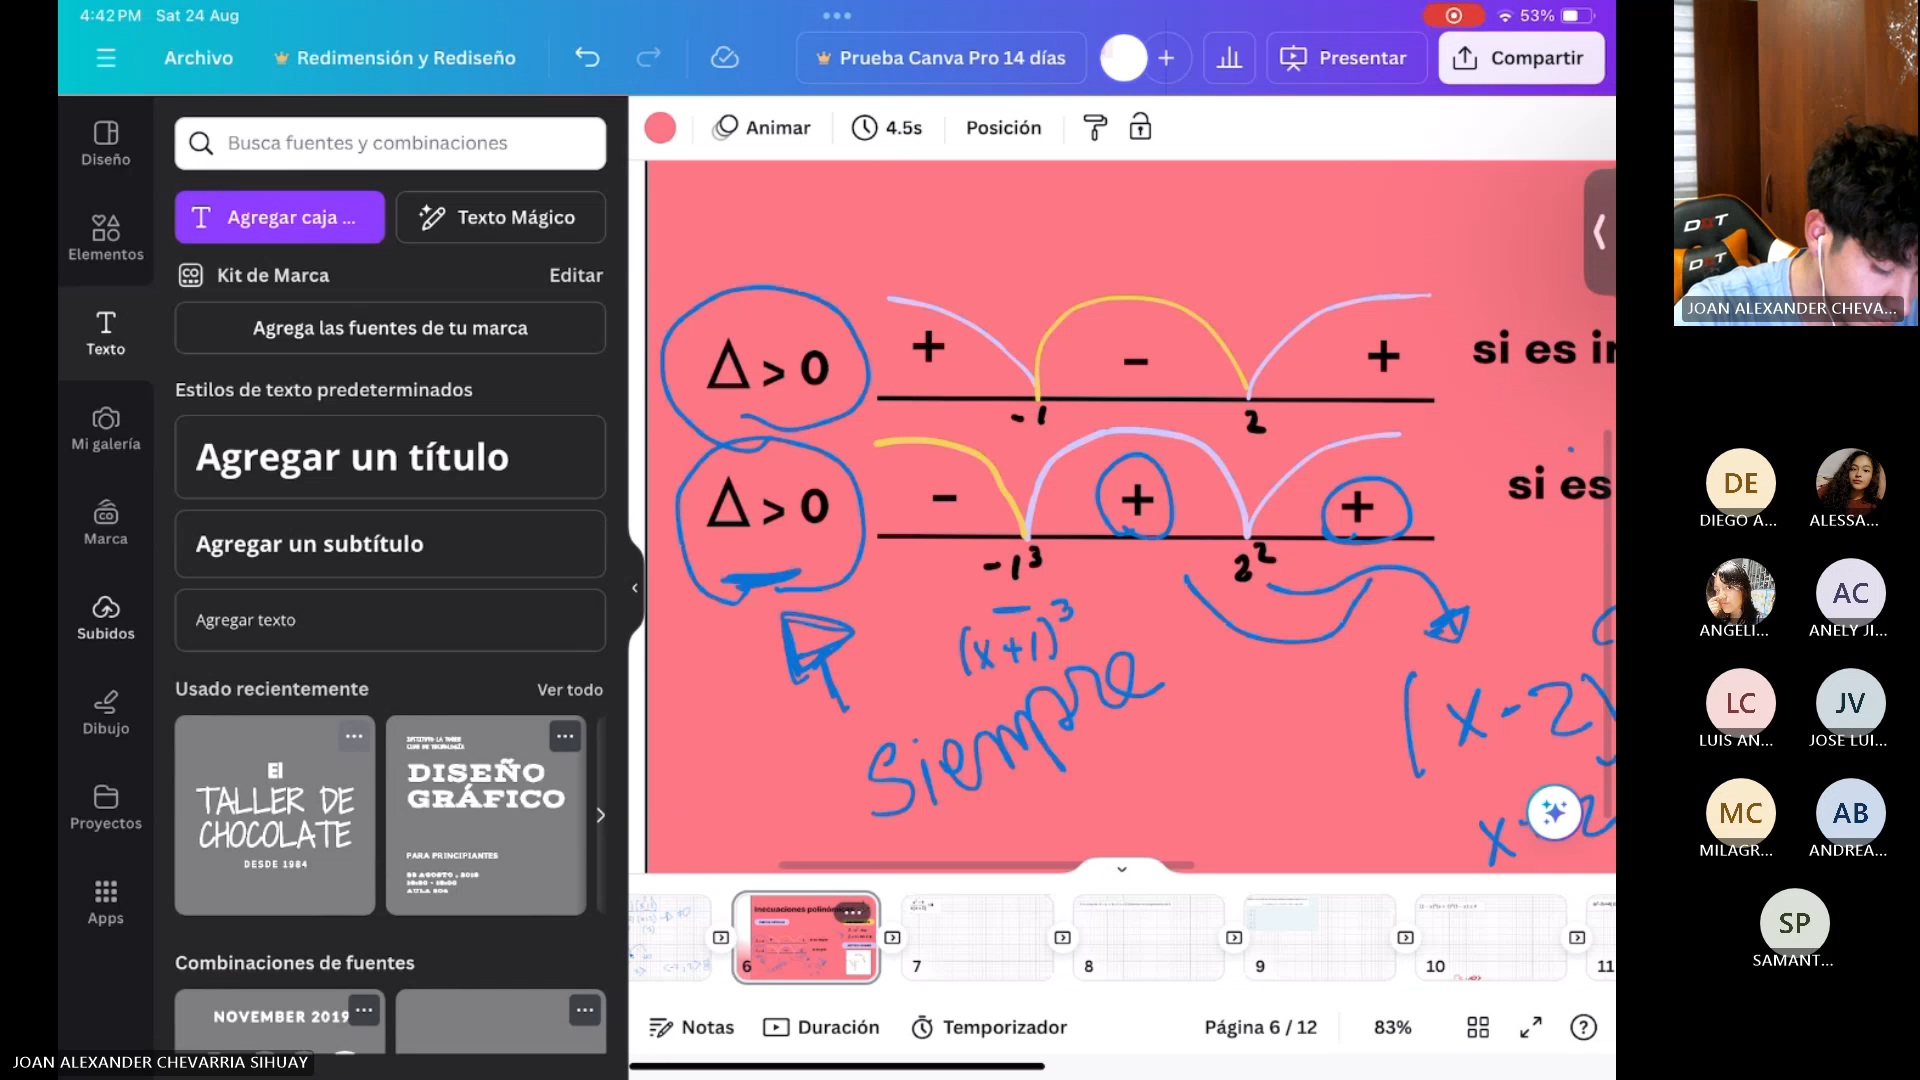 4:42 PM Sat 24 Aug
53%
Archivo
Redimensión y Rediseño
Prueba Canva Pro 14 días
Presentar
Compartir
Diseño
Elementos
Texto
Mi galería
Marca
Subidos
Dibujo
Proyectos
Apps
Busca fuentes y combinaciones
Agregar caja ...
Texto Mágico
Kit de Marca
Editar
Agrega las fuentes de tu marca
Estilos de texto predeterminados
Agregar un título
Agregar un subtítulo
Agregar texto
Usado recientemente
Ver todo
El
TALLER DE
CHOCOLATE
DESDE 1984
DISEÑO
GRÁFICO
PARA PRINCIPIANTES
Combinaciones de fuentes
NOVEMBER 2019
Animar
4.5s
Posición
Δ > 0
+ - +
si es
-1 2
Δ > 0
- + +
si es
-1³ 2²
(x+1)³
Siempre
(x-2)
6
7
8
9
10
11
Notas
Duración
Temporizador
Página 6 / 12
83%
D&T
D&T
JOAN ALEXANDER CHEVA...
DE
DIEGO A...
ALESSA...
ANGELI...
AC
ANELY JI...
LC
LUIS AN...
JV
JOSE LUI...
MC
MILAGR...
AB
ANDREA...
SP
SAMANT...
JOAN ALEXANDER CHEVARRIA SIHUAY